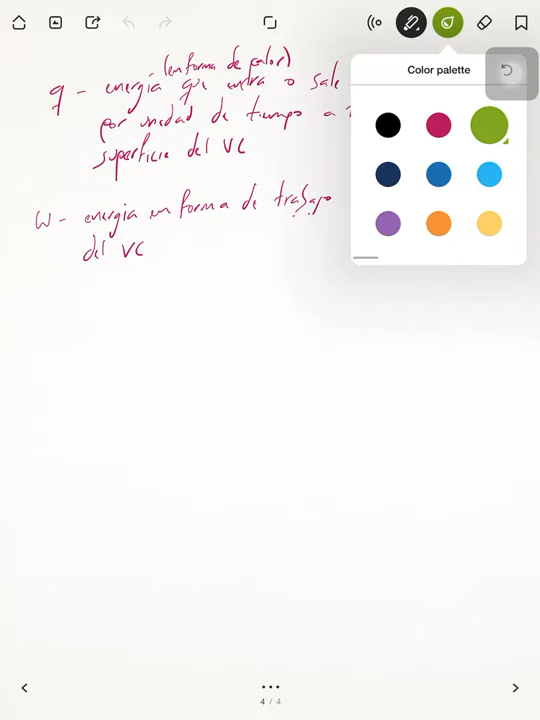 (en forma de calor)
q - energía que entra o sale
por unidad de tiempo a
superficie del VC
W - energía en forma de trabajo
del VC
Color palette
4 / 4